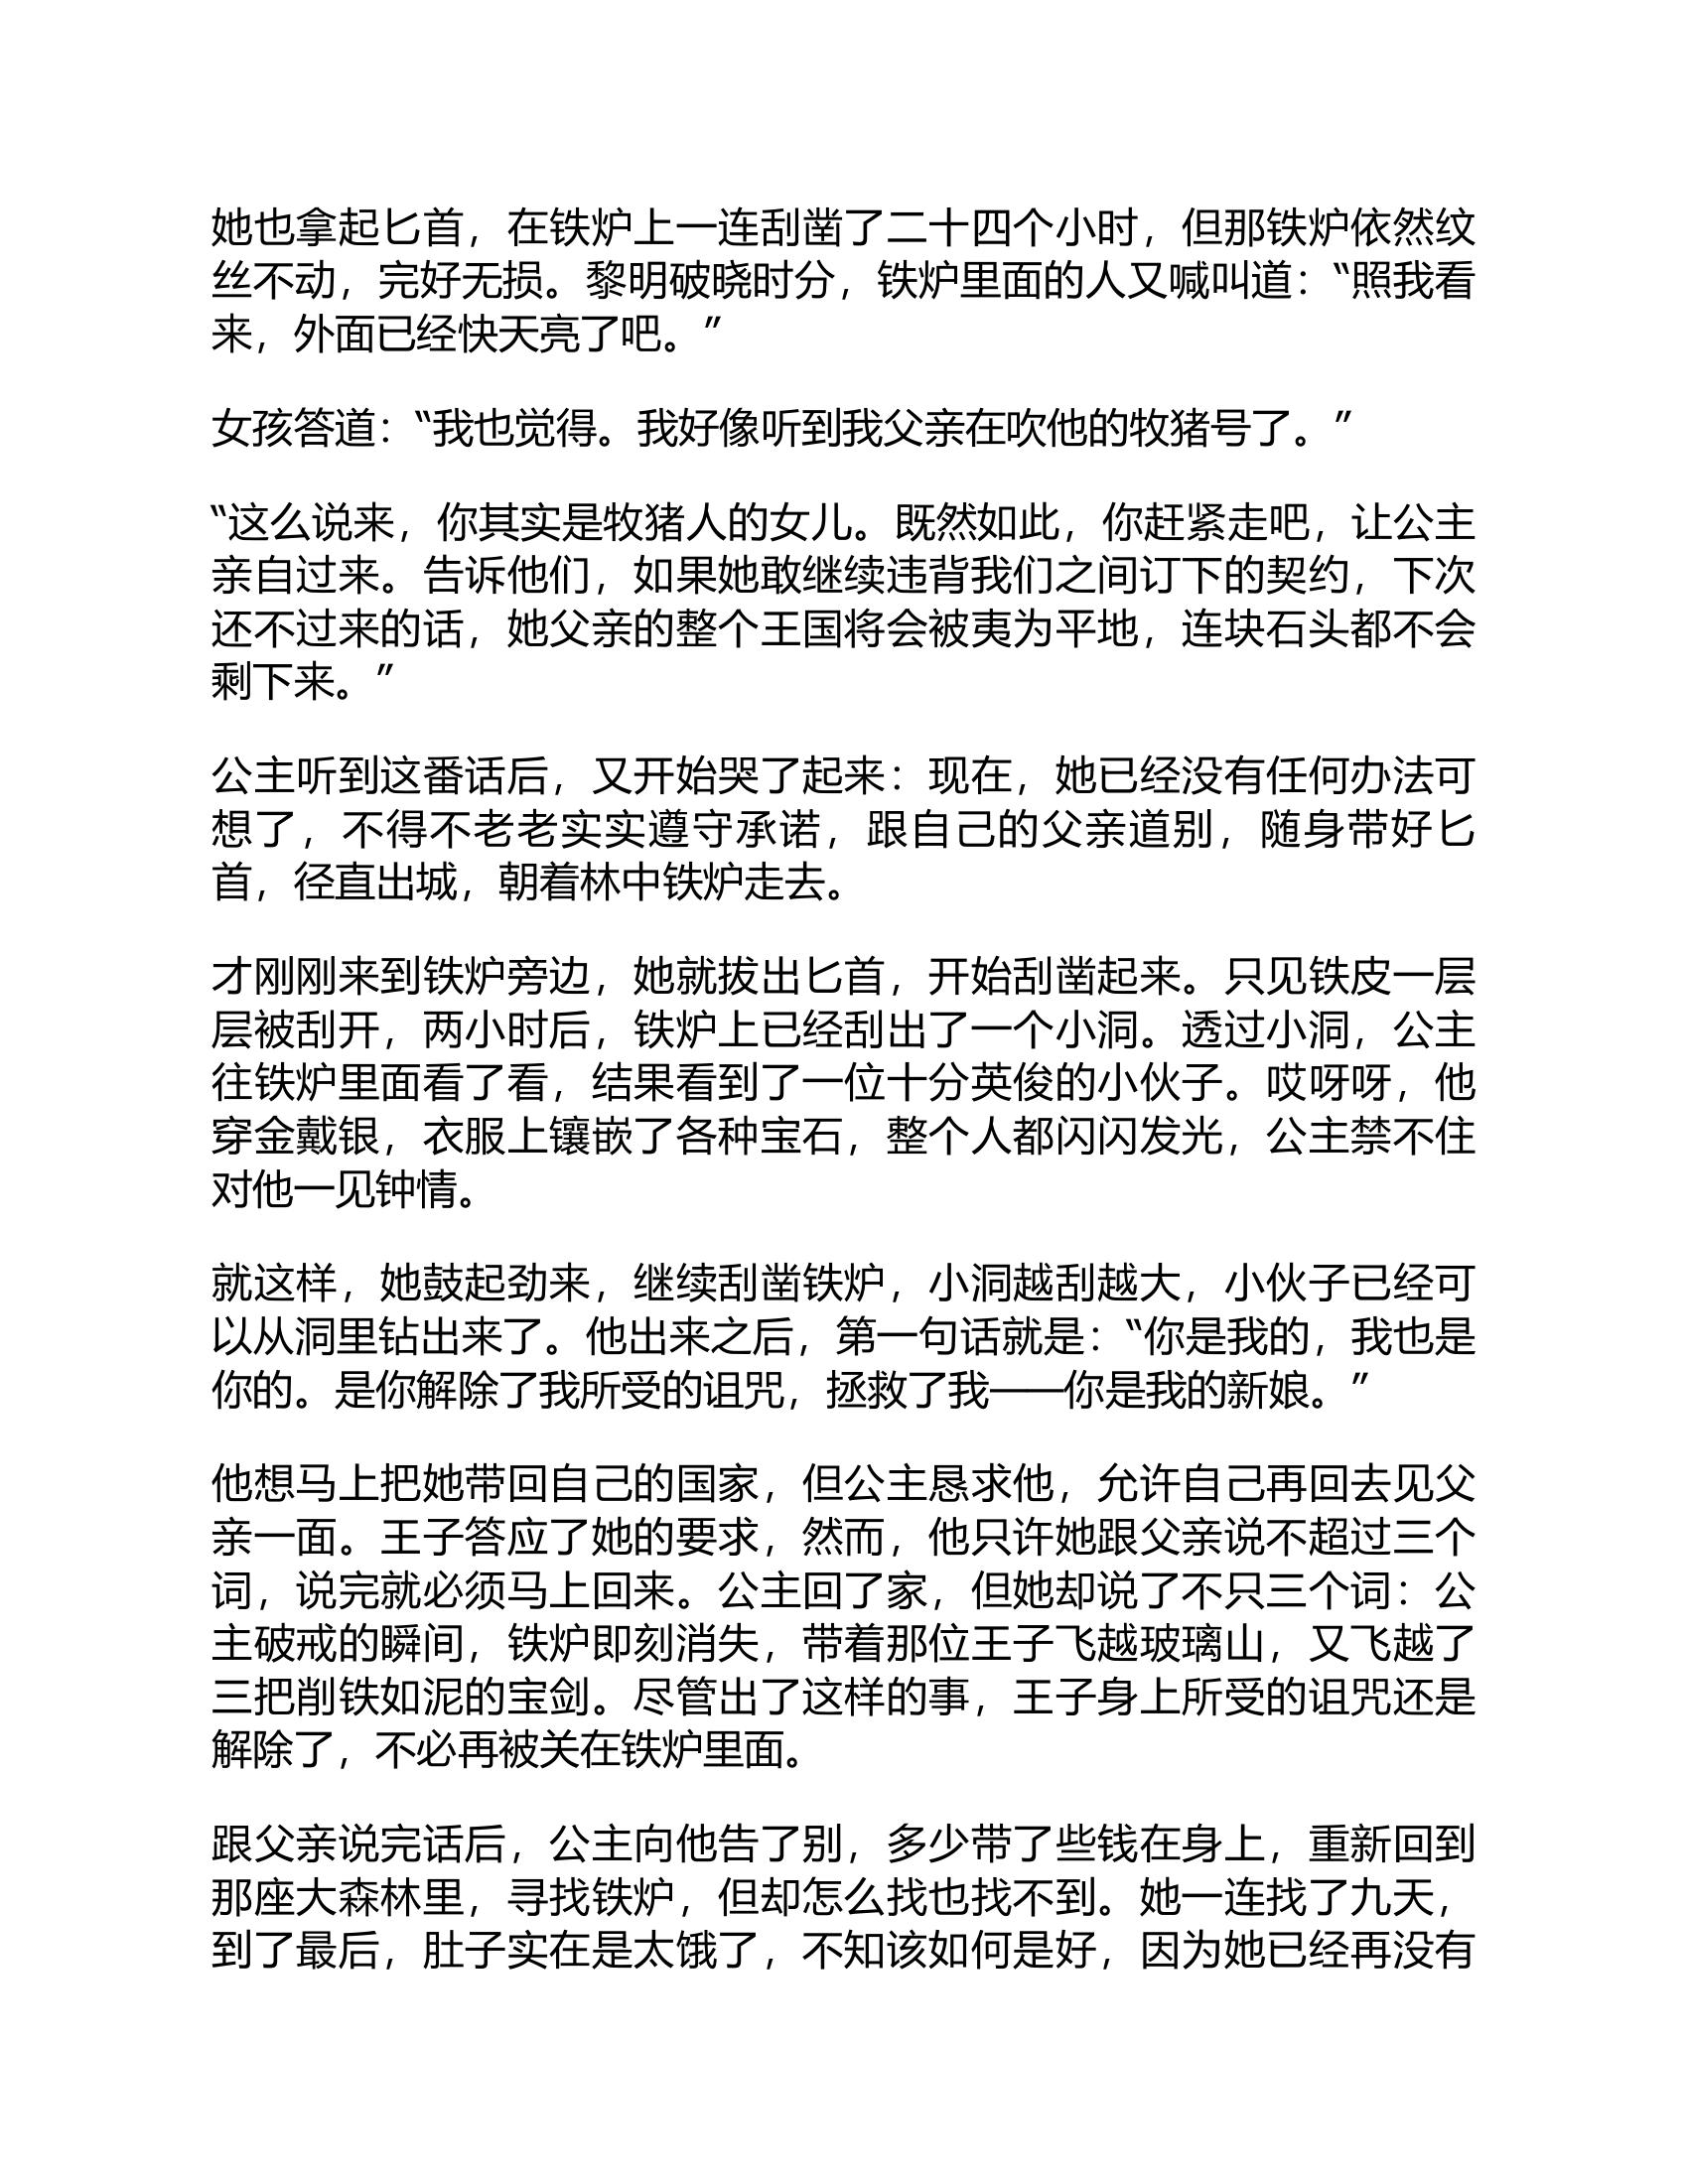 她也拿起匕首，在铁炉上一连刮凿了二十四个小时，但那铁炉依然纹
丝不动，完好无损。黎明破晓时分，铁炉里面的人又喊叫道：“照我看
来，外面已经快天亮了吧。”
女孩答道：“我也觉得。我好像听到我父亲在吹他的牧猪号了。”
“这么说来，你其实是牧猪人的女儿。既然如此，你赶紧走吧，让公主
亲自过来。告诉他们，如果她敢继续违背我们之间订下的契约，下次
还不过来的话，她父亲的整个王国将会被夷为平地，连块石头都不会
剩下来。”
公主听到这番话后，又开始哭了起来：现在，她已经没有任何办法可
想了，不得不老老实实遵守承诺，跟自己的父亲道别，随身带好匕
首，径直出城，朝着林中铁炉走去。
才刚刚来到铁炉旁边，她就拔出匕首，开始刮凿起来。只见铁皮一层
层被刮开，两小时后，铁炉上已经刮出了一个小洞。透过小洞，公主
往铁炉里面看了看，结果看到了一位十分英俊的小伙子。哎呀呀，他
穿金戴银，衣服上镶嵌了各种宝石，整个人都闪闪发光，公主禁不住
对他一见钟情。
就这样，她鼓起劲来，继续刮凿铁炉，小洞越刮越大，小伙子已经可
以从洞里钻出来了。他出来之后，第一句话就是：“你是我的，我也是
你的。是你解除了我所受的诅咒，拯救了我——你是我的新娘。”
他想马上把她带回自己的国家，但公主恳求他，允许自己再回去见父
亲一面。王子答应了她的要求，然而，他只许她跟父亲说不超过三个
词，说完就必须马上回来。公主回了家，但她却说了不只三个词：公
主破戒的瞬间，铁炉即刻消失，带着那位王子飞越玻璃山，又飞越了
三把削铁如泥的宝剑。尽管出了这样的事，王子身上所受的诅咒还是
解除了，不必再被关在铁炉里面。
跟父亲说完话后，公主向他告了别，多少带了些钱在身上，重新回到
那座大森林里，寻找铁炉，但却怎么找也找不到。她一连找了九天，
到了最后，肚子实在是太饿了，不知该如何是好，因为她已经再没有